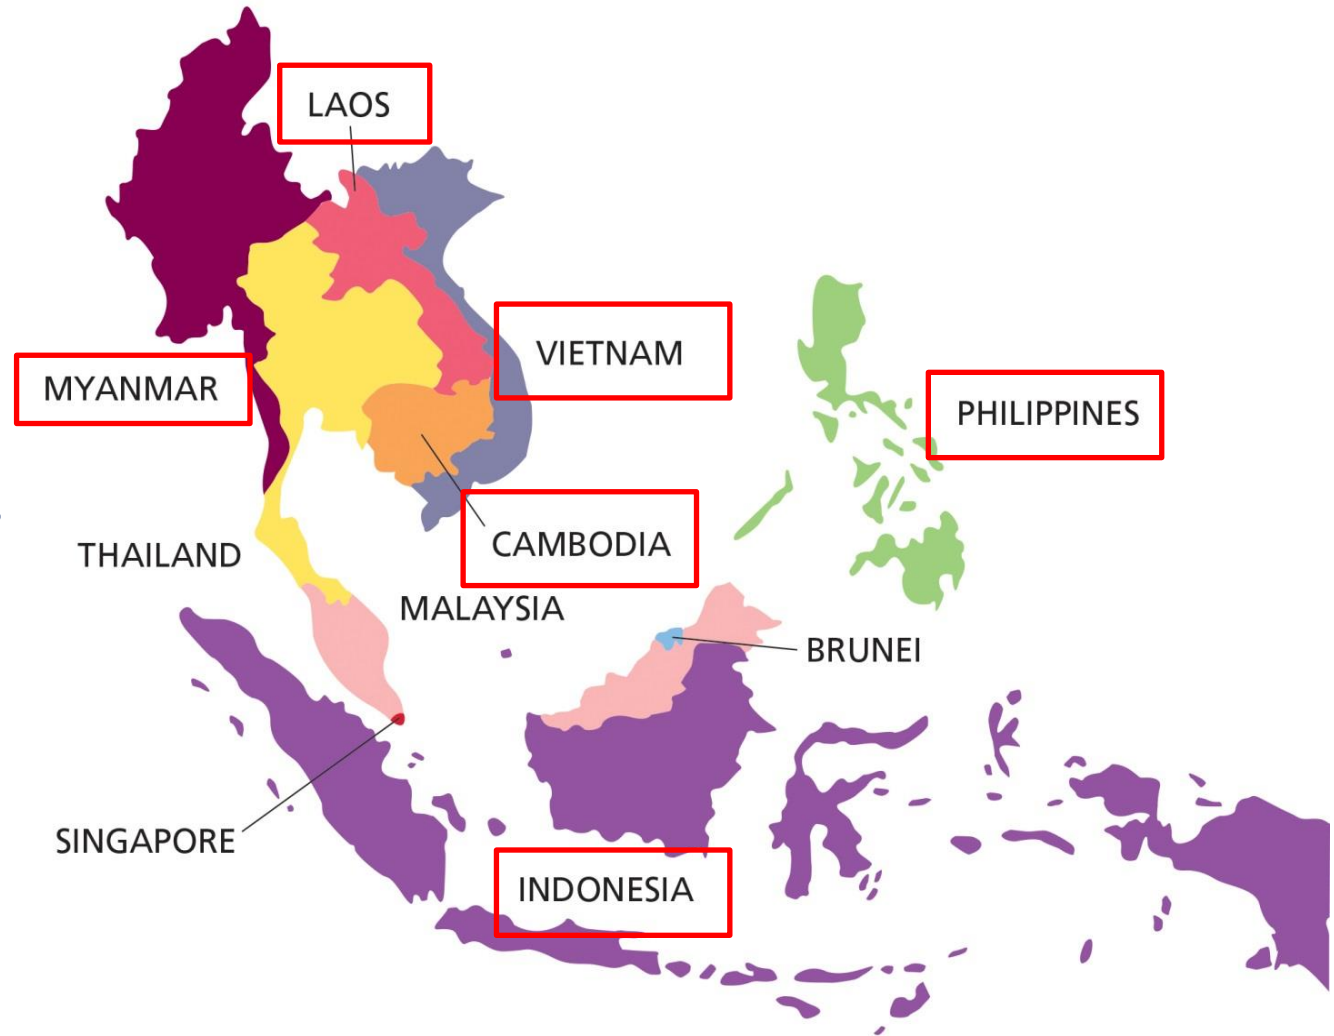 LAOS
VIETNAM
MYANMAR
PHILIPPINES
CAMBODIA
THAILAND
MALAYSIA
BRUNEI
SINGAPORE
INDONESIA